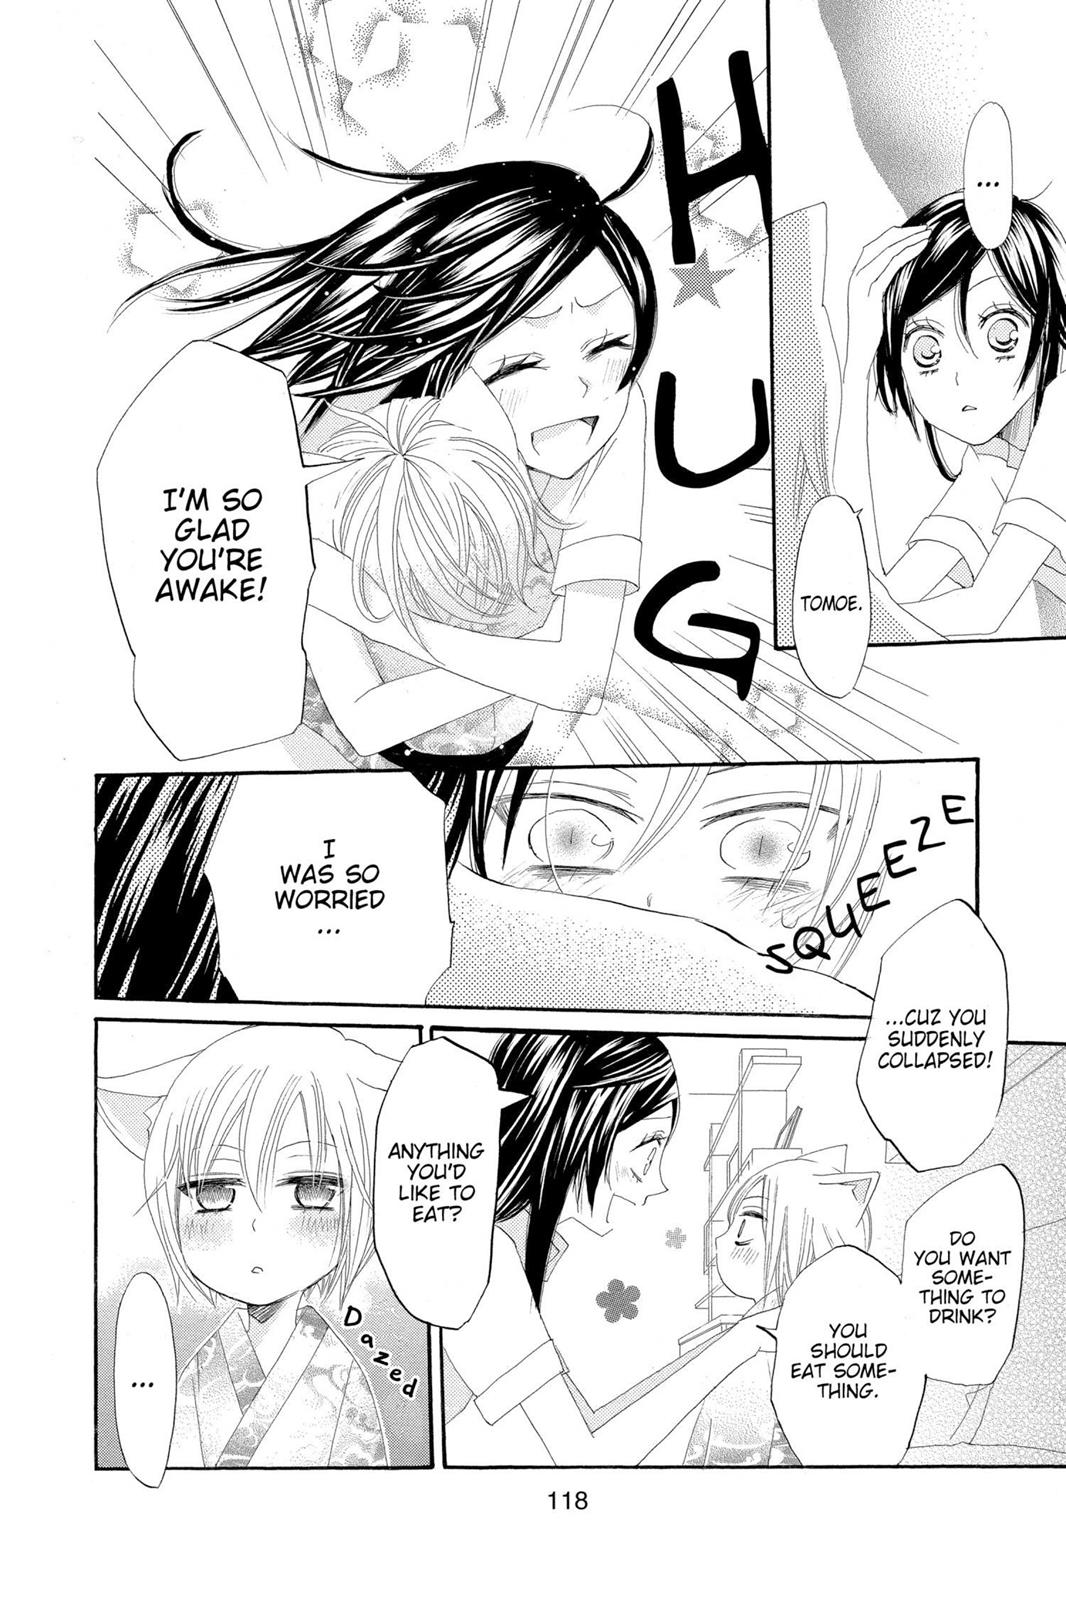 ...
TOMOE.
HUG
I'M SO
GLAD
YOU'RE
AWAKE!
I
WAS SO
WORRIED
...
SQUEEZE
...CUZ YOU
SUDDENLY
COLLAPSED!
DO
YOU WANT
SOME-
THING TO
DRINK?
YOU
SHOULD
EAT SOME-
THING.
ANYTHING
YOU'D
LIKE TO
EAT?
Dazed
...
118